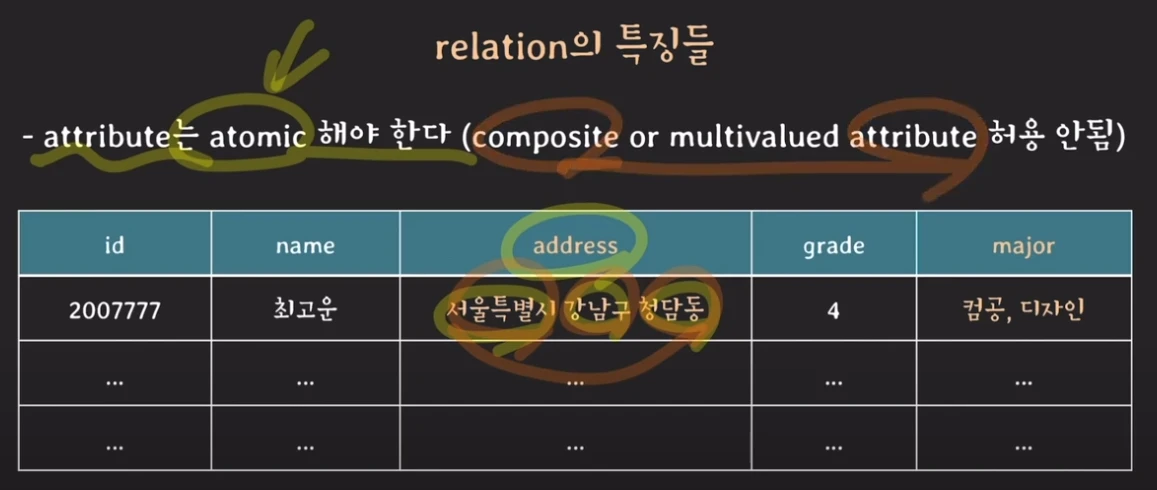 relation의 특징들
- attribute는 atomic 해야 한다 (composite or multivalued attribute 허용 안됨)
id name address grade major
2007777 최고운 서울특별시 강남구 청담동 4 컴공, 디자인
... ... ... ... ...
... ... ... ... ...